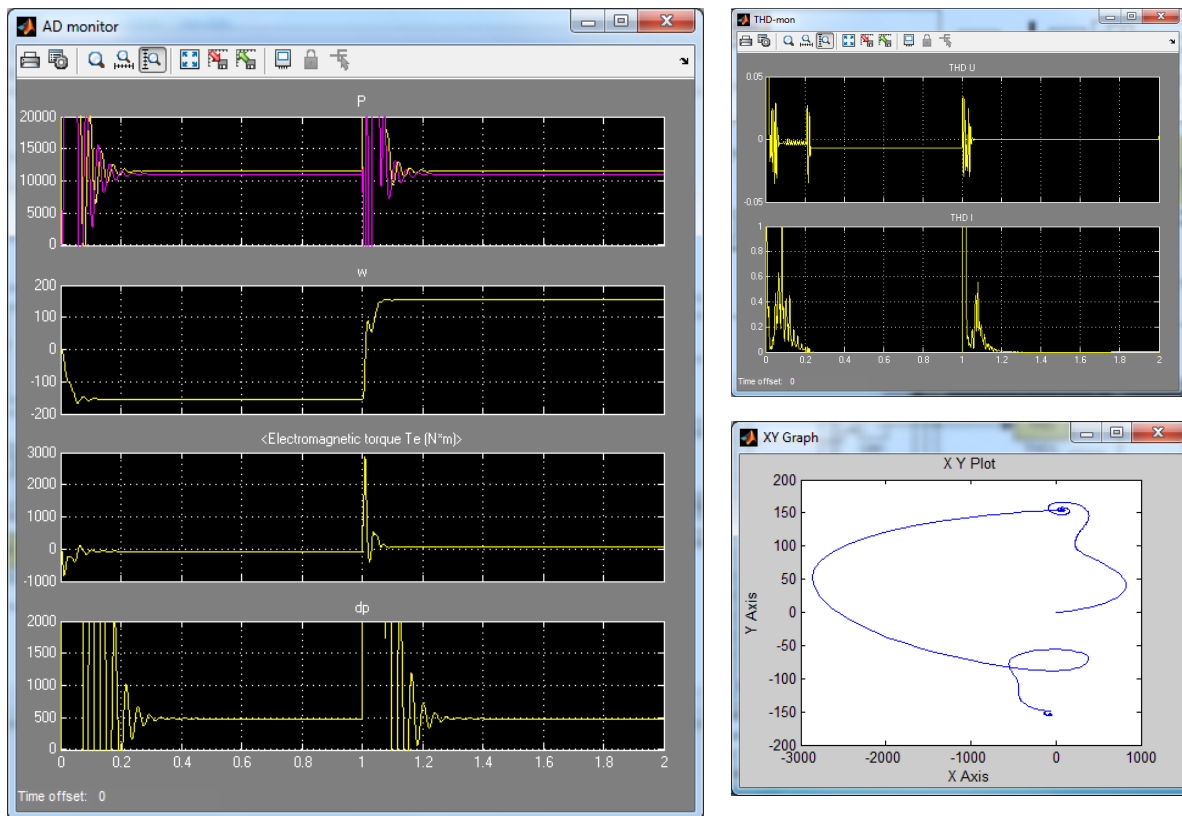 AD monitor
P
20000
15000
10000
5000
0
w
200
100
0
-100
-200
<Electromagnetic torque Te (N*m)>
3000
2000
1000
0
-1000
dp
2000
1500
1000
500
0
0 0.2 0.4 0.6 0.8 1 1.2 1.4 1.6 1.8 2
Time offset: 0
THD-mon
THD U
0.05
0
-0.05
THD I
1
0.8
0.6
0.4
0.2
0
0 0.2 0.4 0.6 0.8 1 1.2 1.4 1.6 1.8 2
Time offset: 0
XY Graph
X Y Plot
200
150
100
50
0
-50
-100
-150
-200
Y Axis
-3000 -2000 -1000 0 1000
X Axis